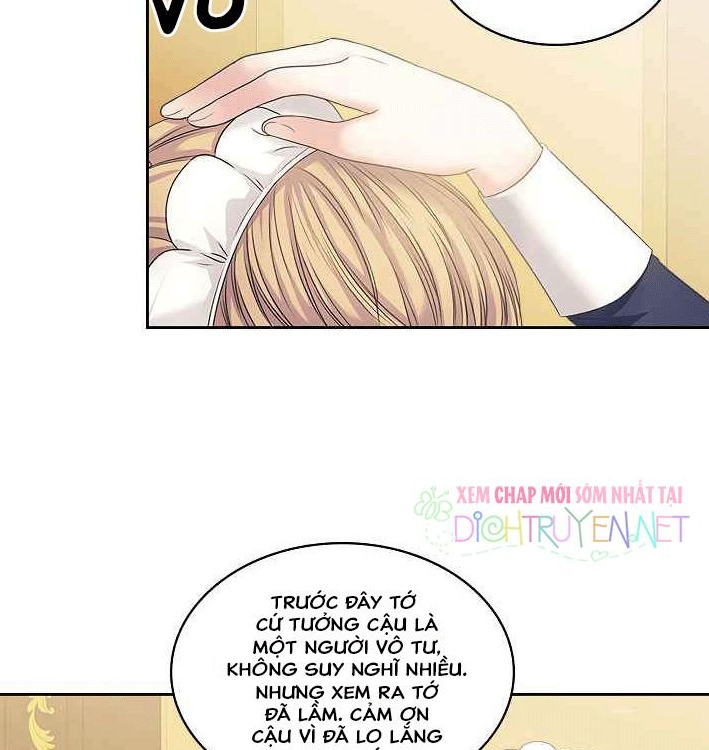 XEM CHAP MỚI SỚM NHẤT TẠI
DICHTRUYEN.NET
TRƯỚC ĐÂY TỚ
CỨ TƯỞNG CẬU LÀ
MỘT NGƯỜI VÔ TƯ,
KHÔNG SUY NGHĨ NHIỀU.
NHƯNG XEM RA TỚ
ĐÃ LẦM. CẢM ƠN
CẬU VÌ ĐÃ LO LẮNG